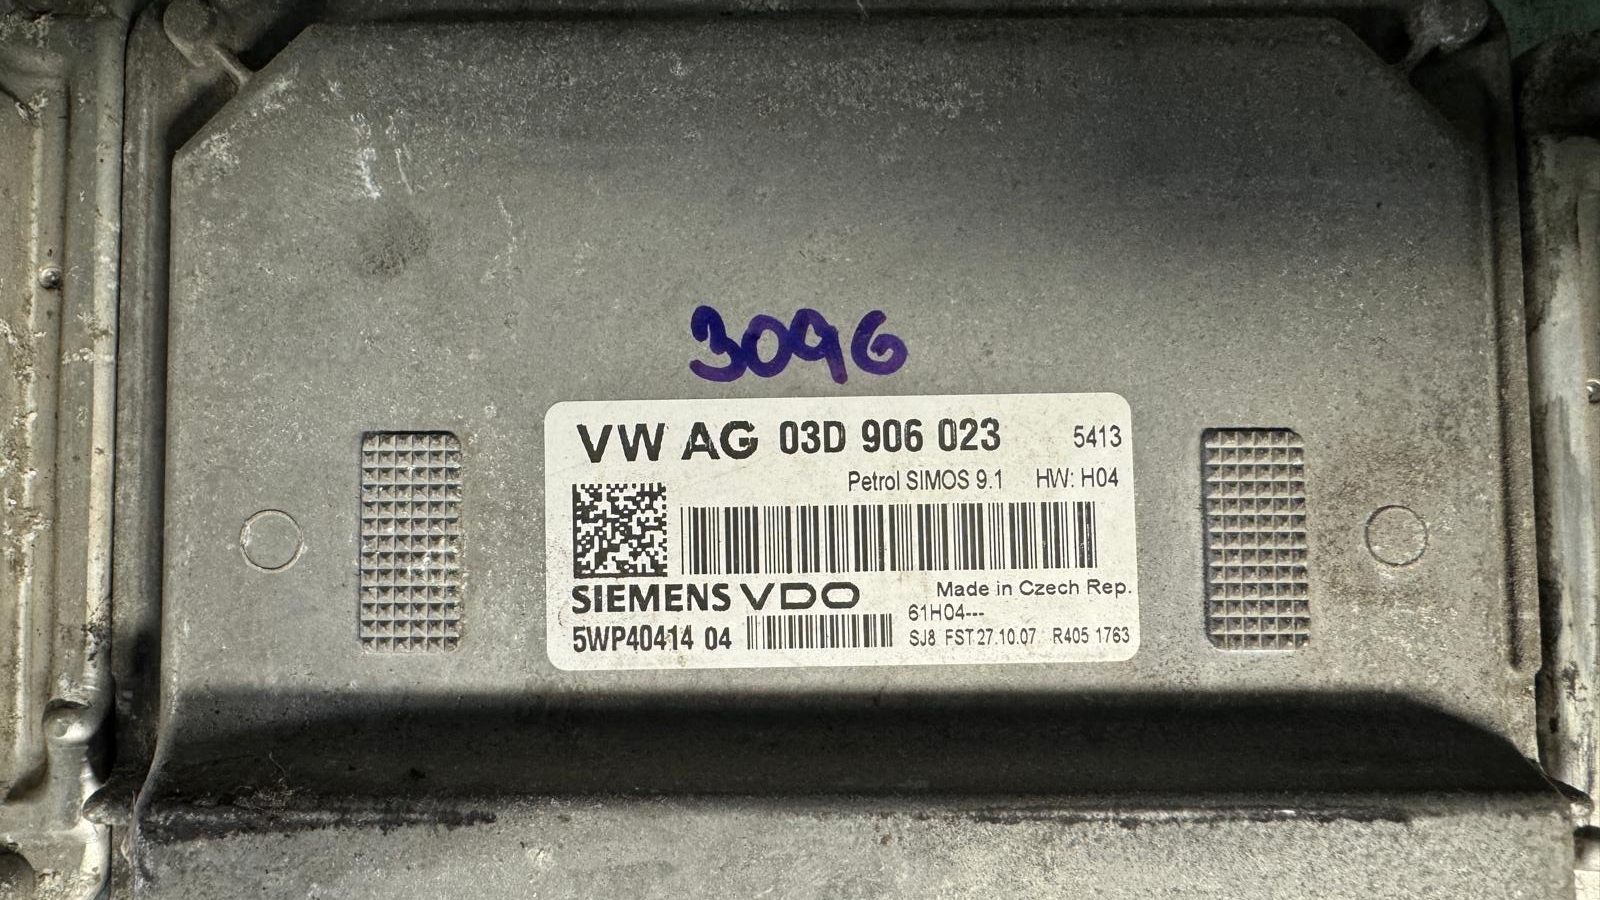 3096
VW AG 03D 906 023 5413
Petrol SIMOS 9.1 HW: H04
SIEMENS VDO Made in Czech Rep.
61H04---
5WP40414 04 SJ8 FST 27.10.07 R405 1763